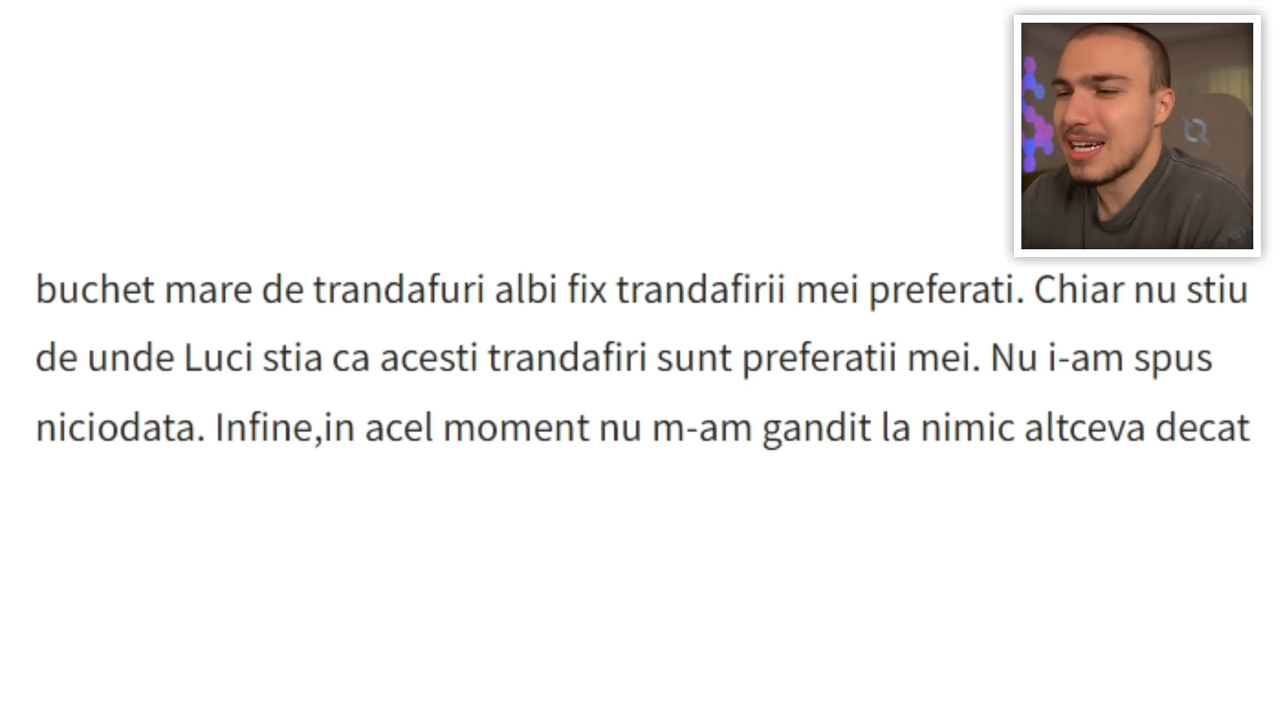 buchet mare de trandafuri albi fix trandafirii mei preferati. Chiar nu stiu
de unde Luci stia ca acesti trandafiri sunt preferatii mei. Nu i-am spus
niciodata. Infine,in acel moment nu m-am gandit la nimic altceva decat